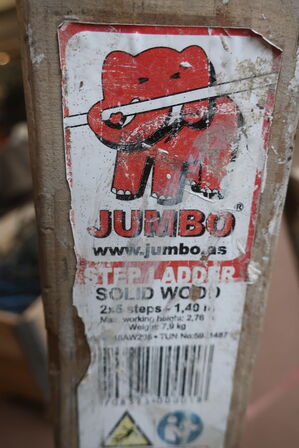 JUMBO®
www.jumbo.as
STEP LADDER
SOLID WOOD
2x5 steps - 1,40 m
Max. working height: 2,76
Weight: 7,9 kg